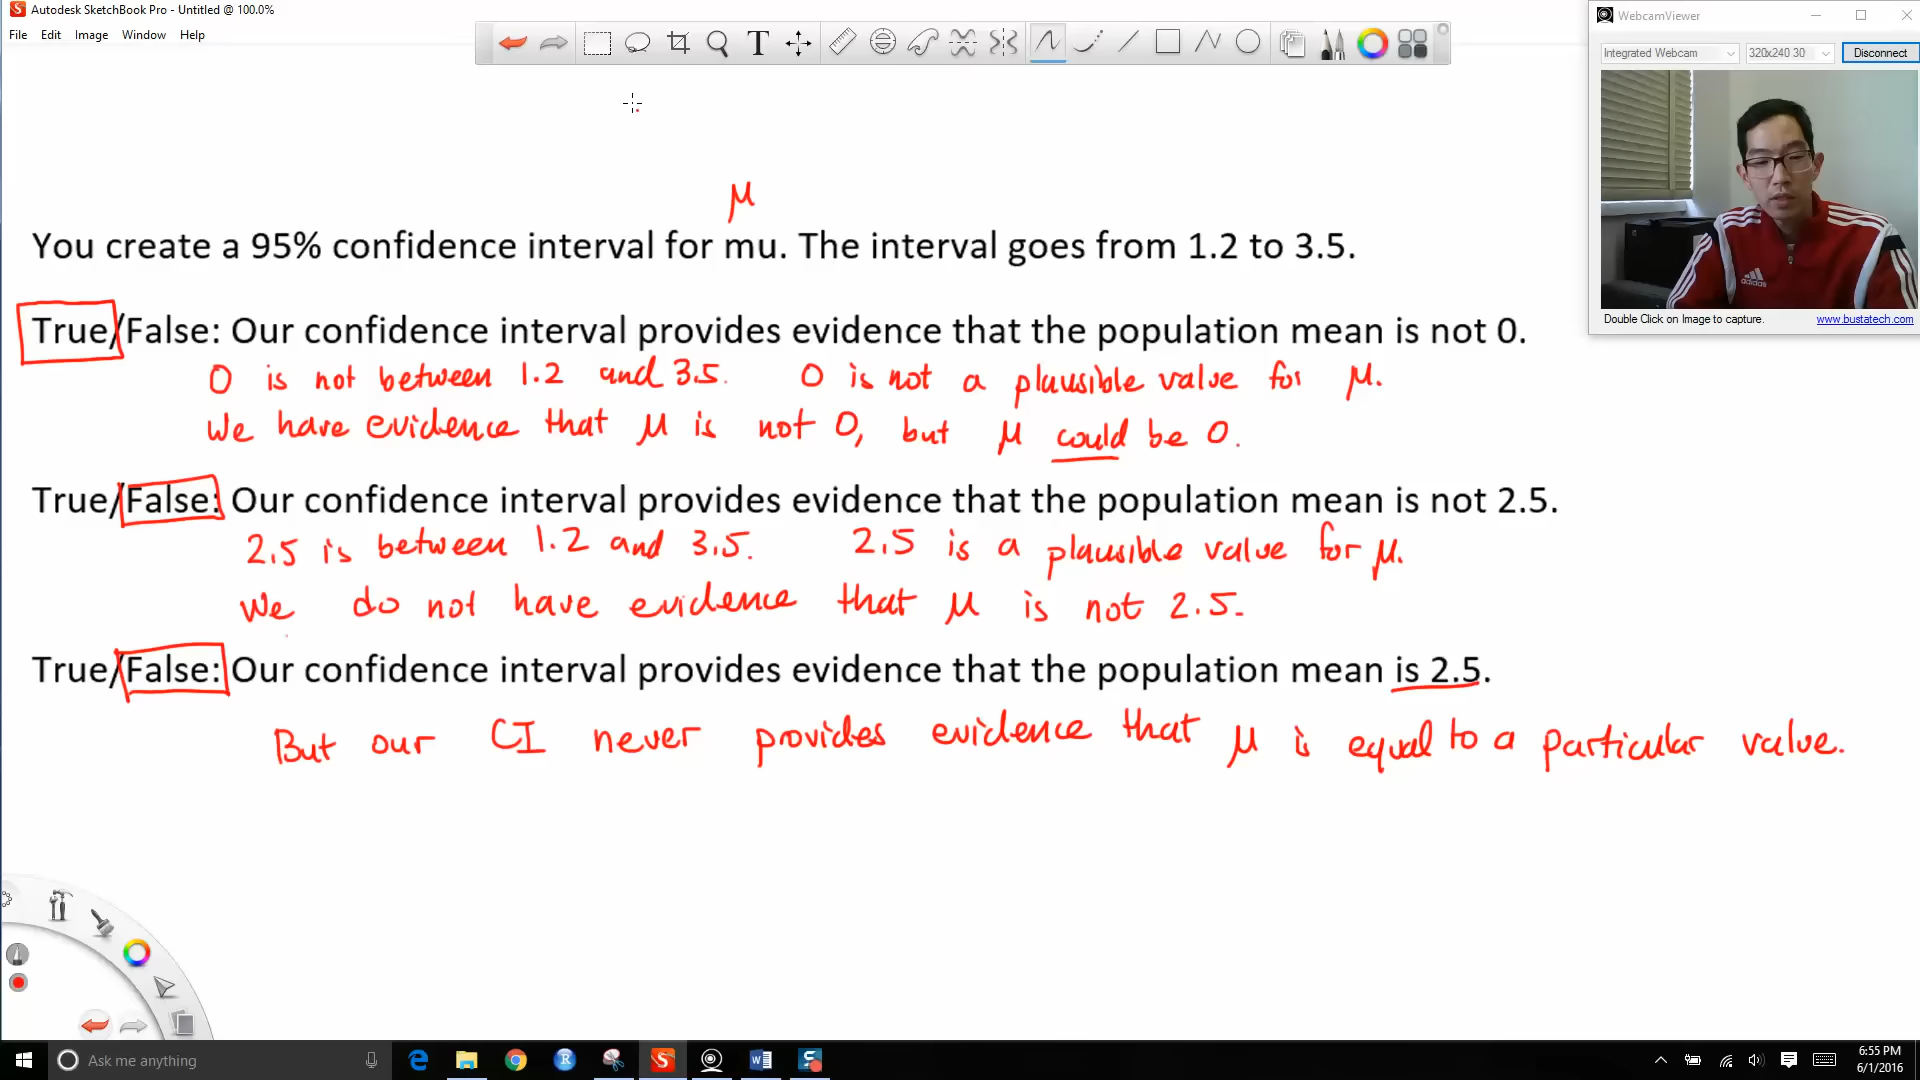 Autodesk SketchBook Pro - Untitled @ 100.0%
File Edit Image Window Help
T
WebcamViewer
Integrated Webcam 320x240 30 Disconnect
adidas
Double Click on Image to capture. www.bustatech.com
μ
You create a 95% confidence interval for mu. The interval goes from 1.2 to 3.5.
True/False: Our confidence interval provides evidence that the population mean is not 0.
0 is not between 1.2 and 3.5. 0 is not a plausible value for μ.
We have evidence that μ is not 0, but μ could be 0.
True/False: Our confidence interval provides evidence that the population mean is not 2.5.
2.5 is between 1.2 and 3.5. 2.5 is a plausible value for μ.
We do not have evidence that μ is not 2.5.
True/False: Our confidence interval provides evidence that the population mean is 2.5.
But our CI never provides evidence that μ is equal to a particular value.
Ask me anything
6:55 PM
6/1/2016